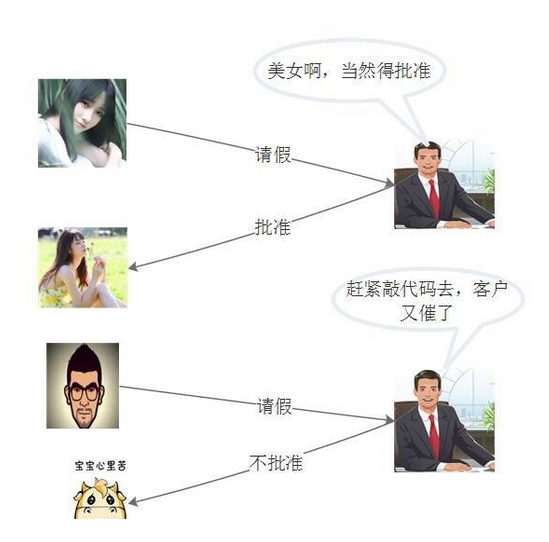 美女啊，当然得批准
请假
批准
赶紧敲代码去，客户
又催了
请假
不批准
宝宝心里苦